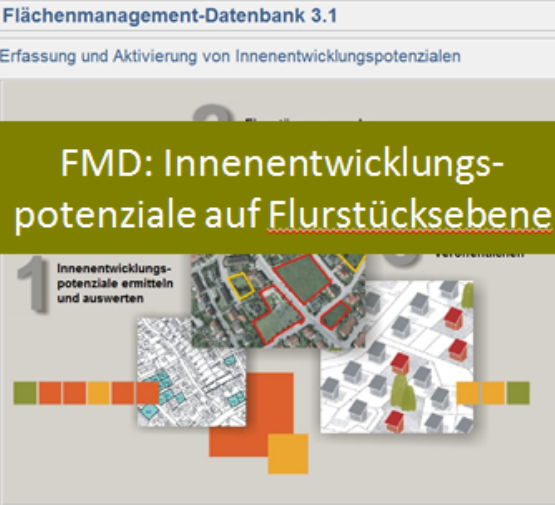 Flächenmanagement-Datenbank 3.1
Erfassung und Aktivierung von Innenentwicklungspotenzialen
FMD: Innenentwicklungs-
potenziale auf Flurstücksebene
1
Innenentwicklungs-
potenziale ermitteln
und auswerten